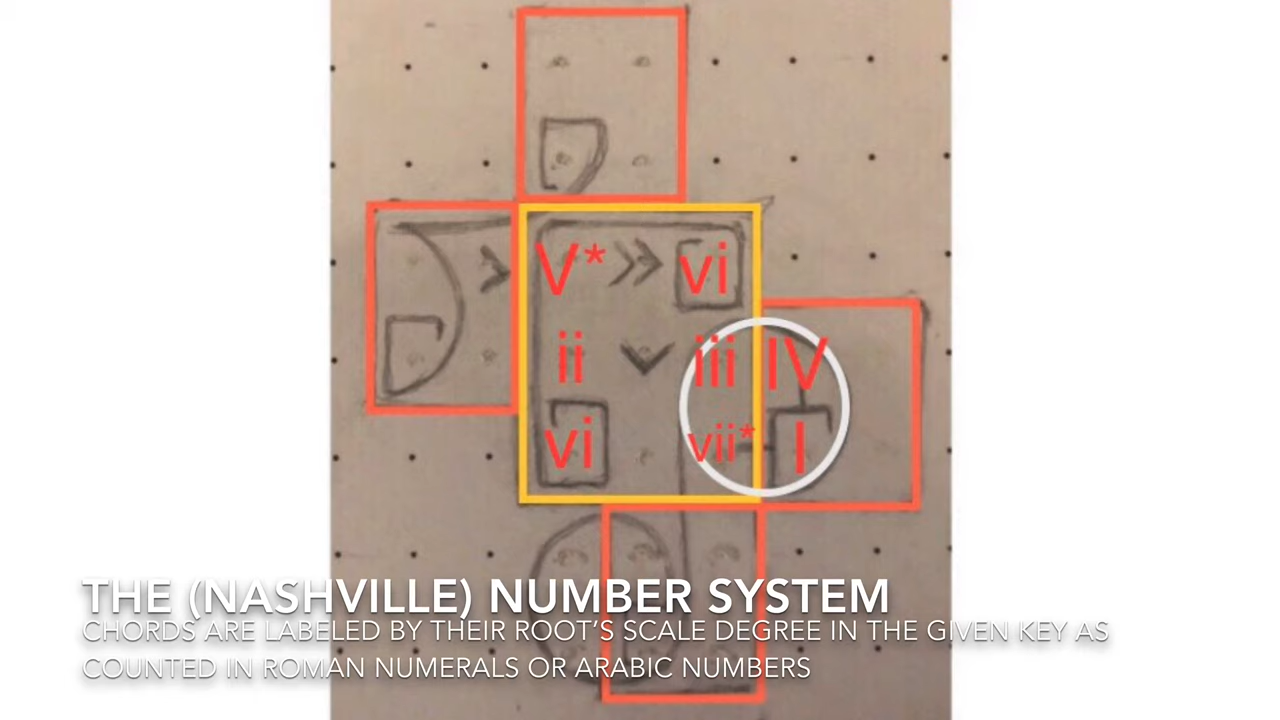 V* >> vi
ii iii IV
vi vii* I
THE (NASHVILLE) NUMBER SYSTEM
CHORDS ARE LABELED BY THEIR ROOT'S SCALE DEGREE IN THE GIVEN KEY AS
COUNTED IN ROMAN NUMERALS OR ARABIC NUMBERS